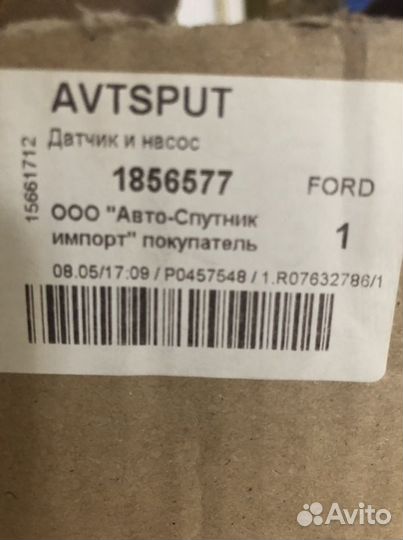 AVTSPUT
Датчик и насос
15661712
1856577 FORD
ООО "Авто-Спутник
импорт" покупатель 1
08.05/17:09 / P0457548 / 1.R07632786/1
Avito